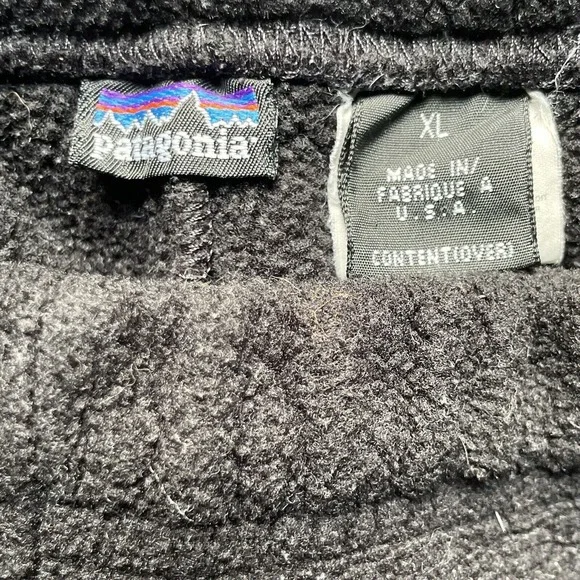 patagonia
XL
MADE IN/
FABRIQUE A
U.S.A.
CONTENT(OVER)